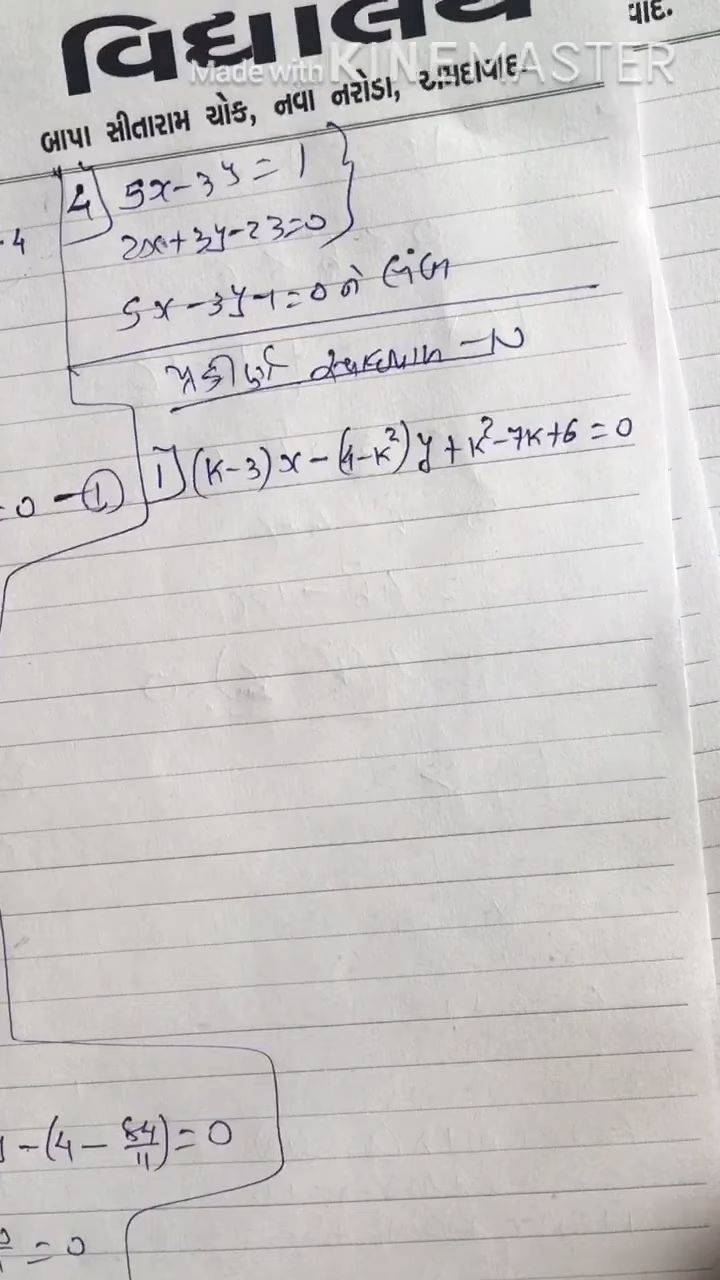 વિદ્યાલય
વાદ.
Made with KINEMASTER
બાપા સીતારામ ચોક, નવા નરોડા, અમદાવાદ.
4] 5x-3y = 1
2x+3y-23=0
-4
5x-3y-1=0 ને લંબ
પ્રકીર્ણ સ્વાધ્યાય
= 0 - ①
1] (k-3)x-(4-k²)y+k²-7k+6=0
-(4-84/11)=0
= 0